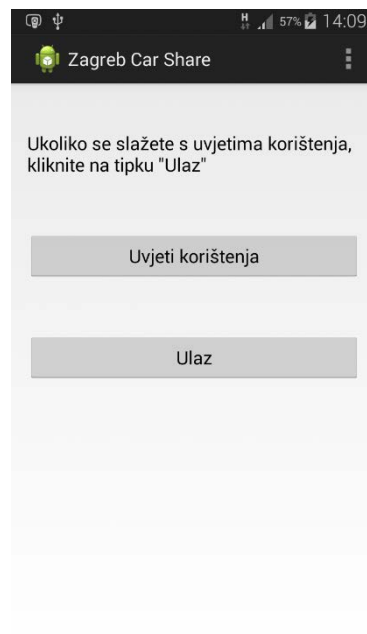 H 57% 14:09
Zagreb Car Share
Ukoliko se slažete s uvjetima korištenja,
kliknite na tipku "Ulaz"
Uvjeti korištenja
Ulaz